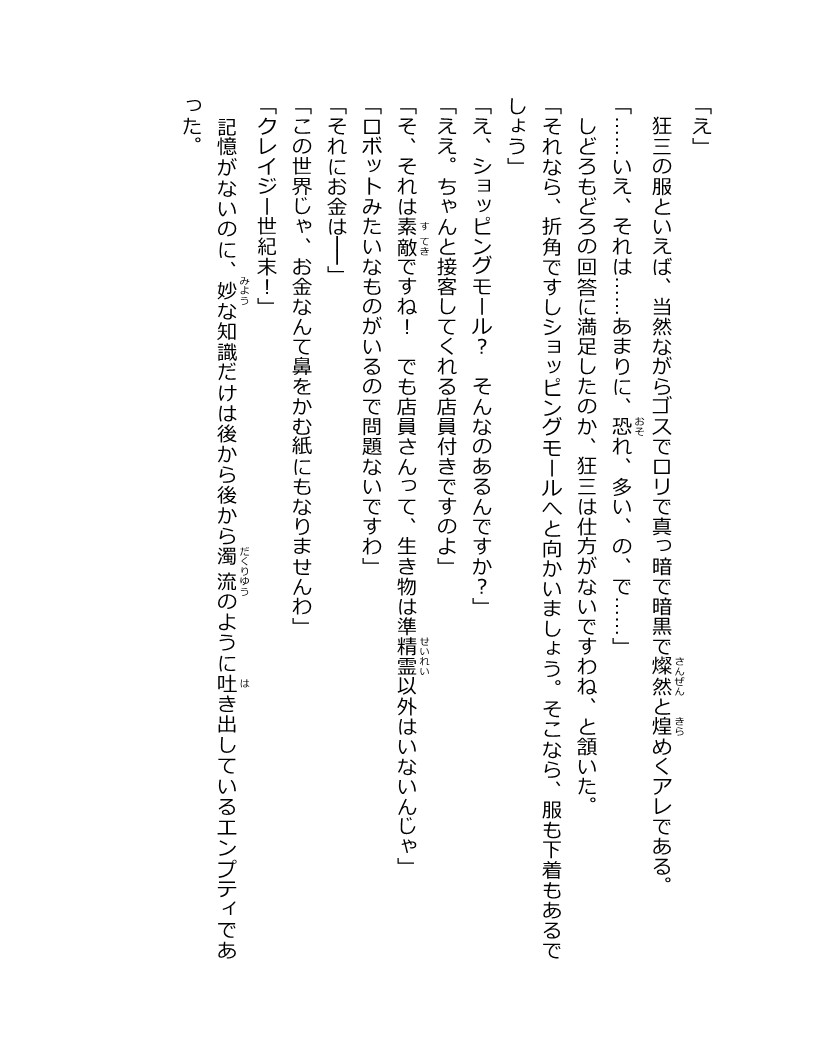 「え」
　狂三の服といえば、当然ながらゴスでロリで真っ暗で暗黒で燦然と煌めくアレである。
「……いえ、それは……あまりに、恐れ、多い、の、で……」
　しどろもどろの回答に満足したのか、狂三は仕方がないですわね、と頷いた。
「それなら、折角ですしショッピングモールへと向かいましょう。そこなら、服も下着もあるで
しょう」
「え、ショッピングモール？　そんなのあるんですか？」
「ええ。ちゃんと接客してくれる店員付きですのよ」
「そ、それは素敵ですね！　でも店員さんって、生き物は準精霊以外はいないんじゃ」
「ロボットみたいなものがいるので問題ないですわ」
「それにお金は――」
「この世界じゃ、お金なんて鼻をかむ紙にもなりませんわ」
「クレイジー世紀末！」
　記憶がないのに、妙な知識だけは後から後から濁流のように吐き出しているエンプティであ
った。